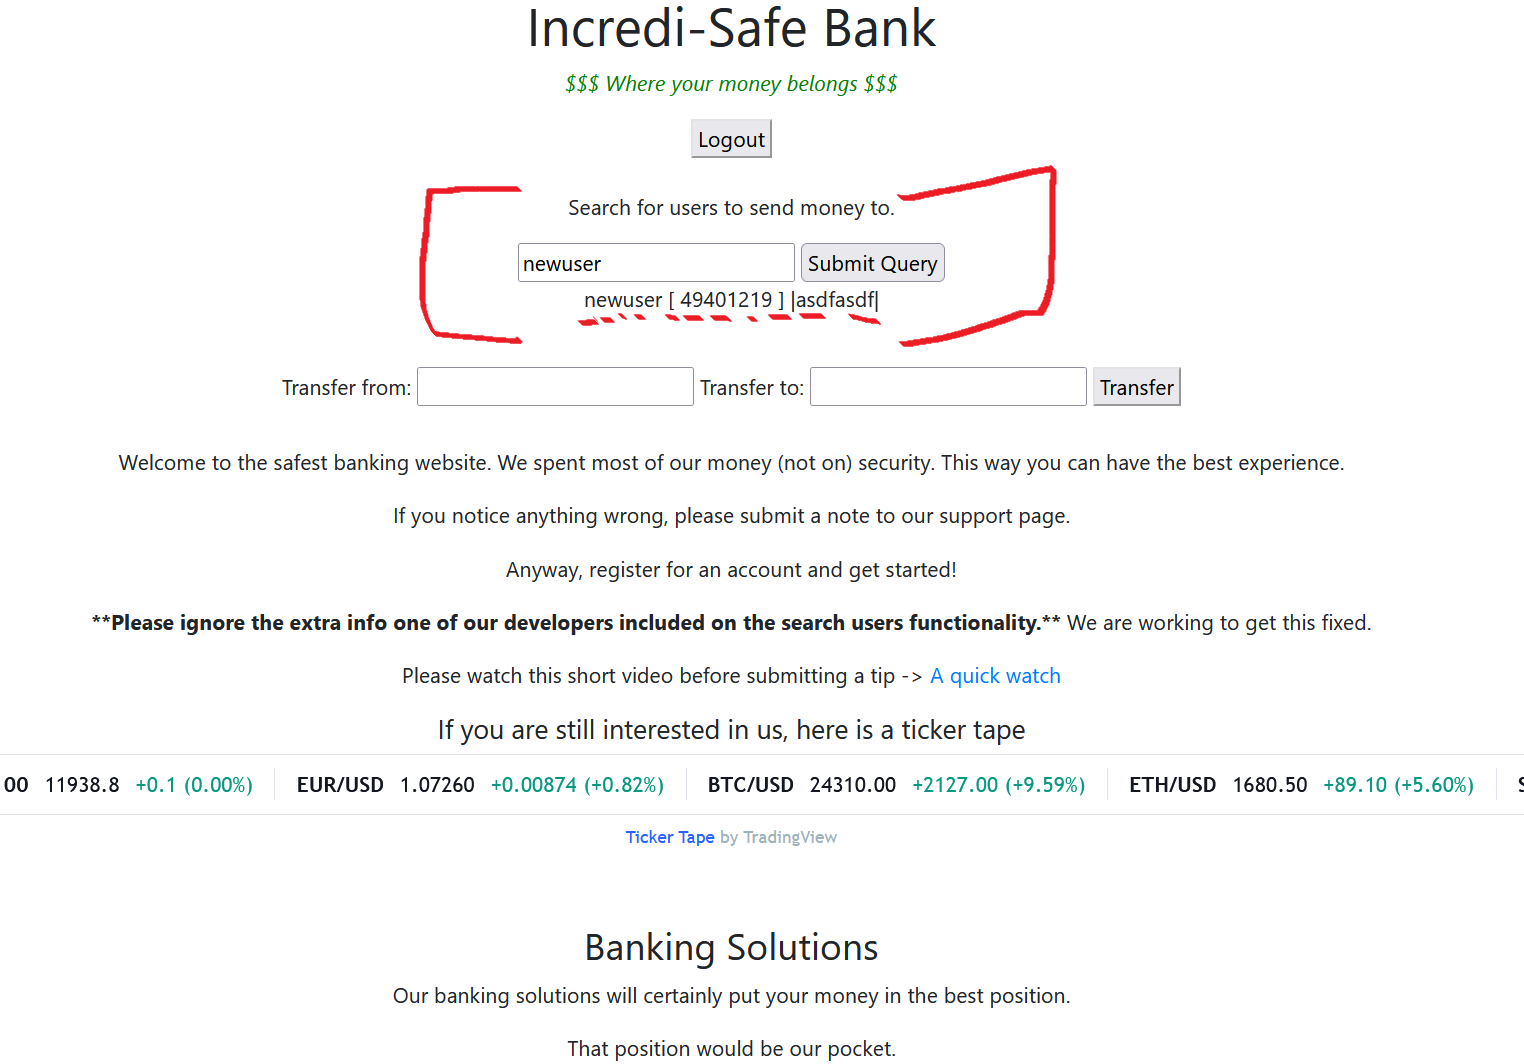 Incredi-Safe Bank
$$$ Where your money belongs $$$
Logout
Search for users to send money to.
newuser Submit Query
newuser [ 49401219 ] |asdfasdf|
Transfer from: Transfer to: Transfer
Welcome to the safest banking website. We spent most of our money (not on) security. This way you can have the best experience.
If you notice anything wrong, please submit a note to our support page.
Anyway, register for an account and get started!
**Please ignore the extra info one of our developers included on the search users functionality.** We are working to get this fixed.
Please watch this short video before submitting a tip -> A quick watch
If you are still interested in us, here is a ticker tape
00 11938.8 +0.1 (0.00%) EUR/USD 1.07260 +0.00874 (+0.82%) BTC/USD 24310.00 +2127.00 (+9.59%) ETH/USD 1680.50 +89.10 (+5.60%)
Ticker Tape by TradingView
Banking Solutions
Our banking solutions will certainly put your money in the best position.
That position would be our pocket.